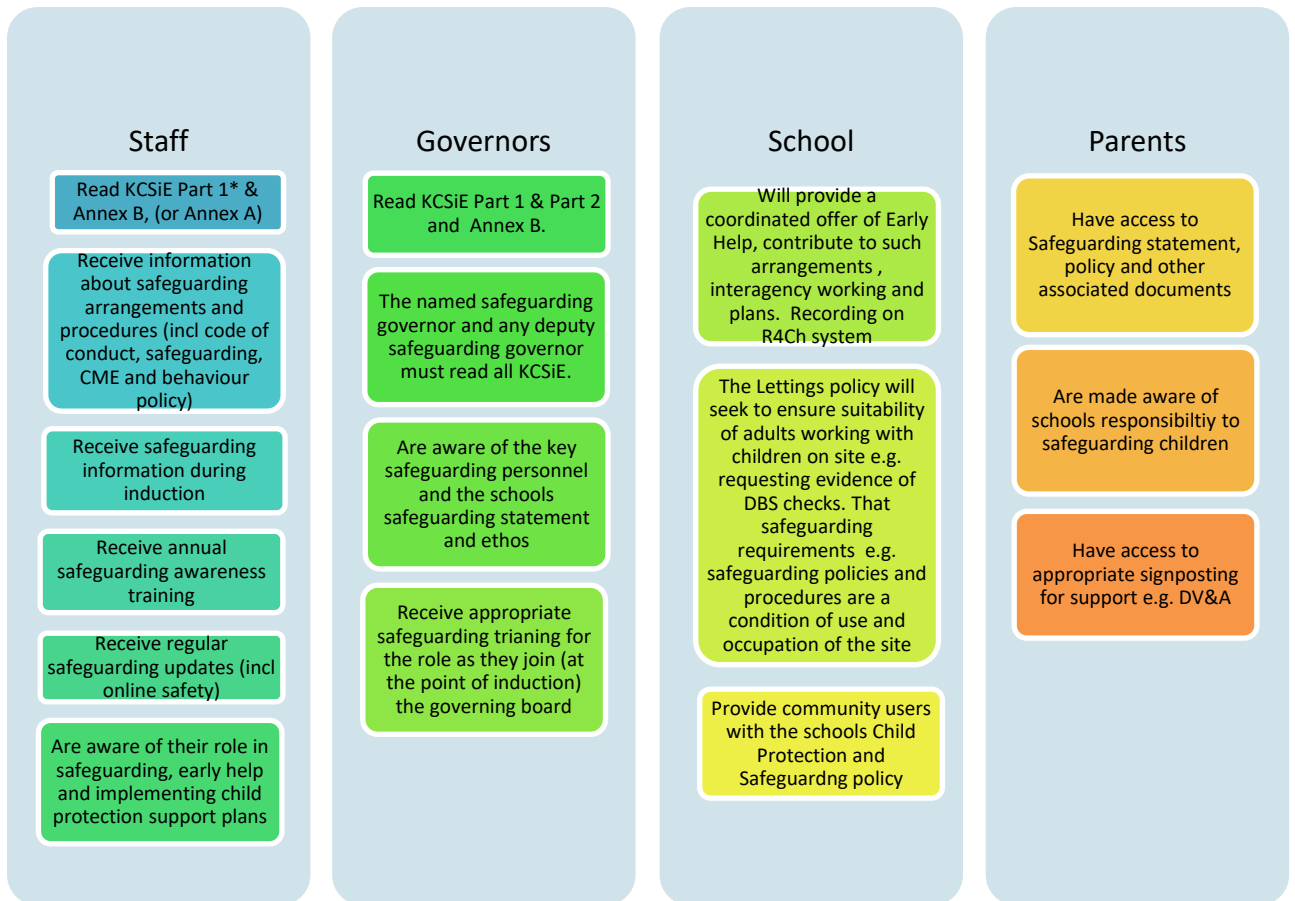 Staff
Read KCSiE Part 1* &
Annex B, (or Annex A)
Receive information
about safeguarding
arrangements and
procedures (incl code of
conduct, safeguarding,
CME and behaviour
policy)
Receive safeguarding
information during
induction
Receive annual
safeguarding awareness
training
Receive regular
safeguarding updates (incl
online safety)
Are aware of their role in
safeguarding, early help
and implementing child
protection support plans
Governors
Read KCSiE Part 1 & Part 2
and Annex B.
The named safeguarding
governor and any deputy
safeguarding governor
must read all KCSiE.
Are aware of the key
safeguarding personnel
and the schools
safeguarding statement
and ethos
Receive appropriate
safeguarding trianing for
the role as they join (at
the point of induction)
the governing board
School
Will provide a
coordinated offer of Early
Help, contribute to such
arrangements ,
interagency working and
plans. Recording on
R4Ch system
The Lettings policy will
seek to ensure suitability
of adults working with
children on site e.g.
requesting evidence of
DBS checks. That
safeguarding
requirements e.g.
safeguarding policies and
procedures are a
condition of use and
occupation of the site
Provide community users
with the schools Child
Protection and
Safeguardng policy
Parents
Have access to
Safeguarding statement,
policy and other
associated documents
Are made aware of
schools responsibiltiy to
safeguarding children
Have access to
appropriate signposting
for support e.g. DV&A